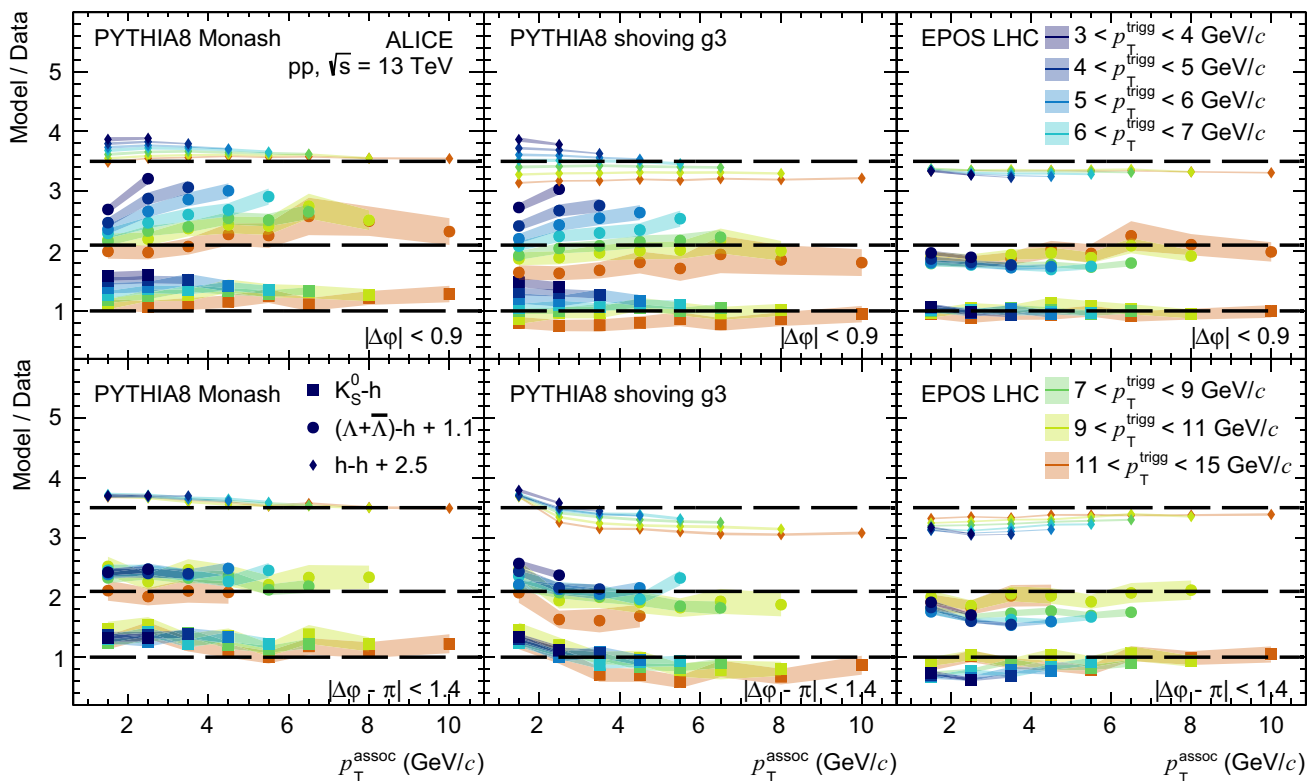 Model / Data
5
4
3
2
1
PYTHIA8 Monash
ALICE
pp, √s = 13 TeV
|Δφ| < 0.9
PYTHIA8 shoving g3
|Δφ| < 0.9
EPOS LHC
3 < p_T^trigg < 4 GeV/c
4 < p_T^trigg < 5 GeV/c
5 < p_T^trigg < 6 GeV/c
6 < p_T^trigg < 7 GeV/c
|Δφ| < 0.9
Model / Data
5
4
3
2
1
PYTHIA8 Monash
K_S^0-h
(Λ+Λ̅)-h + 1.1
h-h + 2.5
|Δφ - π| < 1.4
PYTHIA8 shoving g3
|Δφ - π| < 1.4
EPOS LHC
7 < p_T^trigg < 9 GeV/c
9 < p_T^trigg < 11 GeV/c
11 < p_T^trigg < 15 GeV/c
|Δφ - π| < 1.4
2 4 6 8 10
2 4 6 8 10
2 4 6 8 10
p_T^assoc (GeV/c)
p_T^assoc (GeV/c)
p_T^assoc (GeV/c)